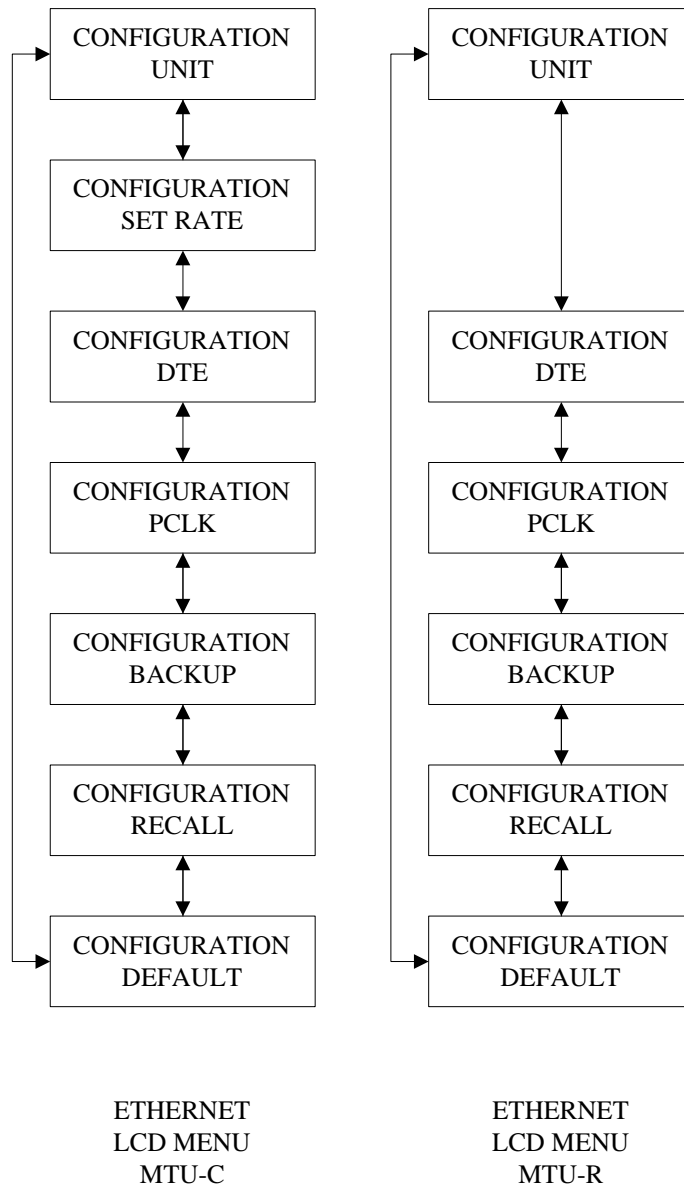 CONFIGURATION
UNIT
CONFIGURATION
SET RATE
CONFIGURATION
DTE
CONFIGURATION
PCLK
CONFIGURATION
BACKUP
CONFIGURATION
RECALL
CONFIGURATION
DEFAULT
ETHERNET
LCD MENU
MTU-C
CONFIGURATION
UNIT
CONFIGURATION
DTE
CONFIGURATION
PCLK
CONFIGURATION
BACKUP
CONFIGURATION
RECALL
CONFIGURATION
DEFAULT
ETHERNET
LCD MENU
MTU-R